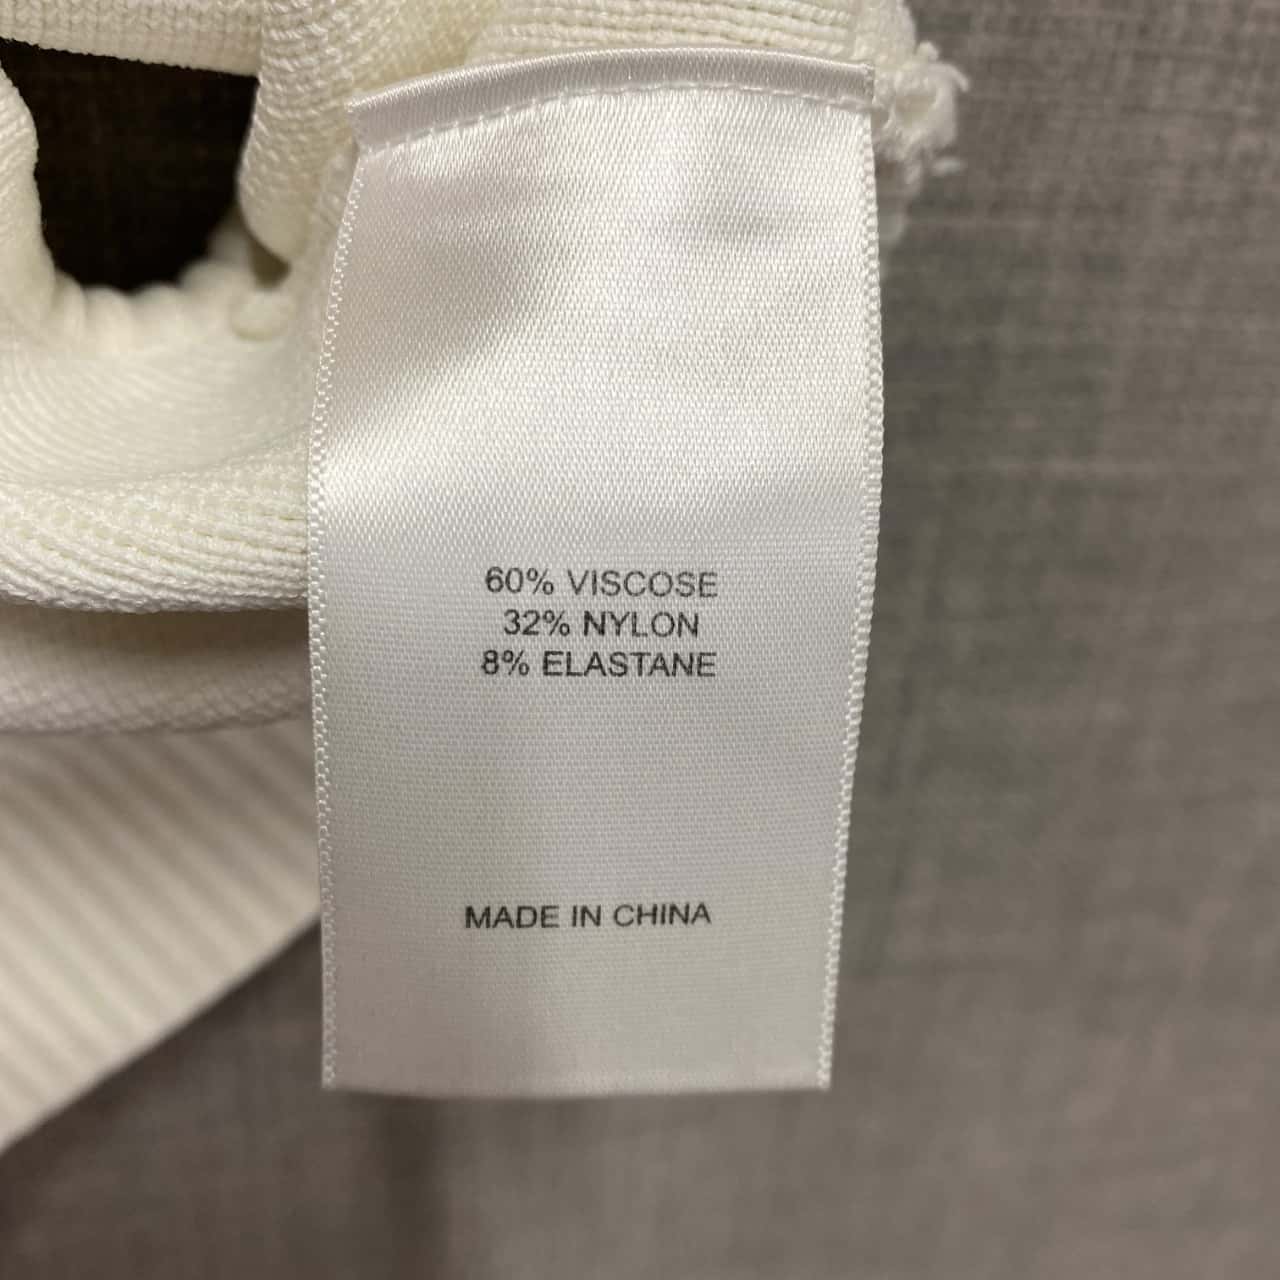 60% VISCOSE
32% NYLON
8% ELASTANE
MADE IN CHINA